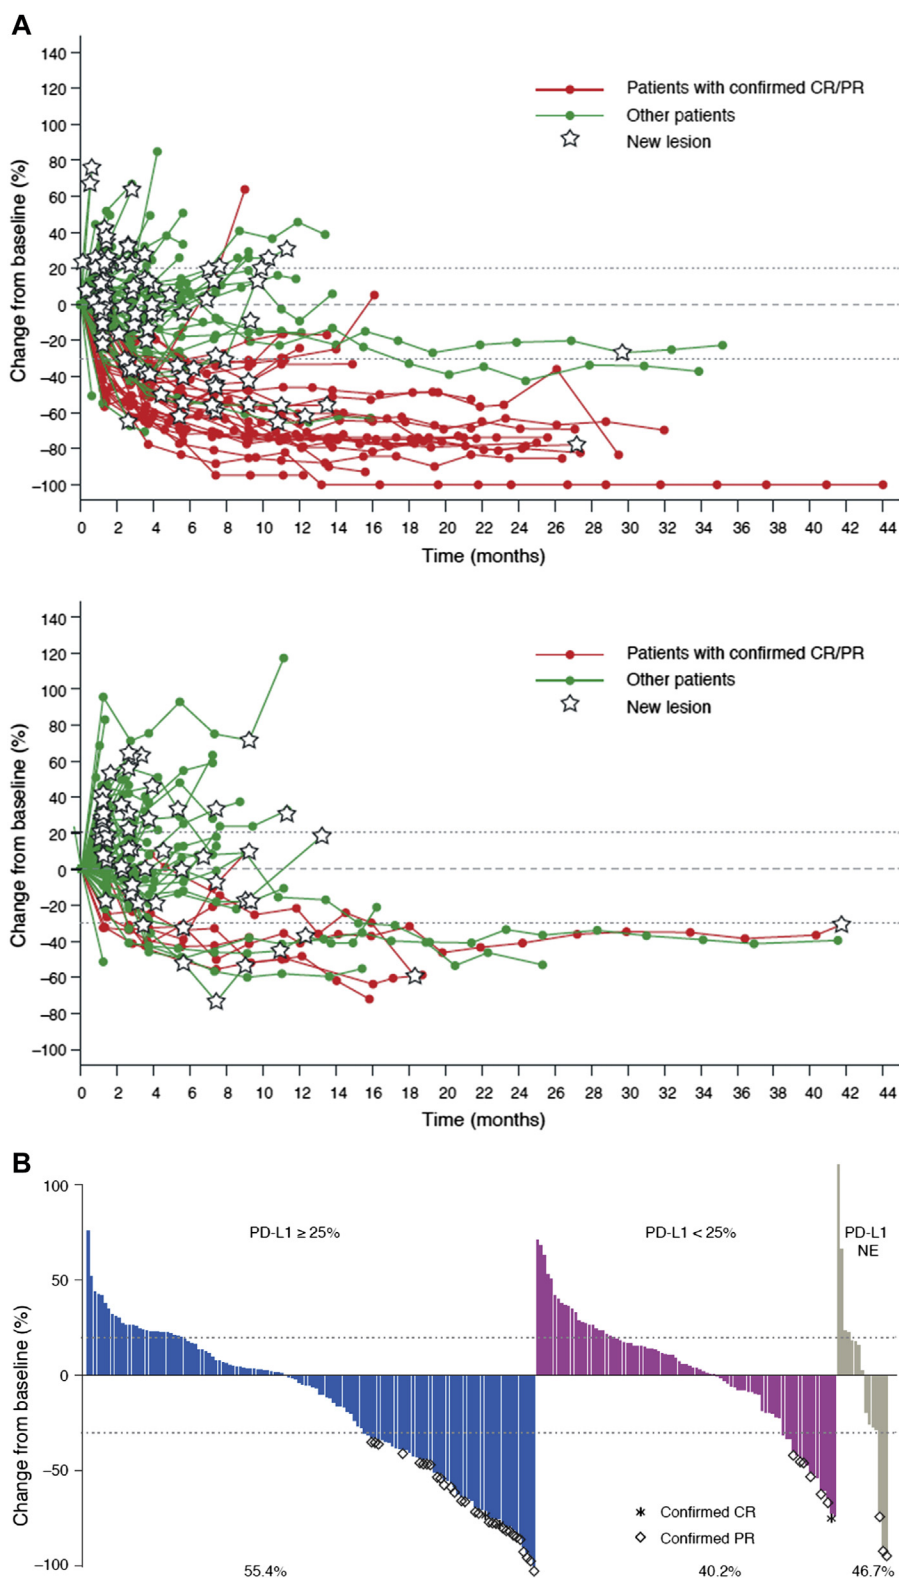 A
140
120
100
80
60
40
20
0
−20
−40
−60
−80
−100
Change from baseline (%)
Patients with confirmed CR/PR
Other patients
New lesion
0 2 4 6 8 10 12 14 16 18 20 22 24 26 28 30 32 34 36 38 40 42 44
Time (months)
140
120
100
80
60
40
20
0
−20
−40
−60
−80
−100
Change from baseline (%)
Patients with confirmed CR/PR
Other patients
New lesion
0 2 4 6 8 10 12 14 16 18 20 22 24 26 28 30 32 34 36 38 40 42 44
Time (months)
B
100
50
0
−50
−100
Change from baseline (%)
PD-L1 ≥ 25%
PD-L1 < 25%
PD-L1
NE
Confirmed CR
Confirmed PR
55.4%
40.2%
46.7%